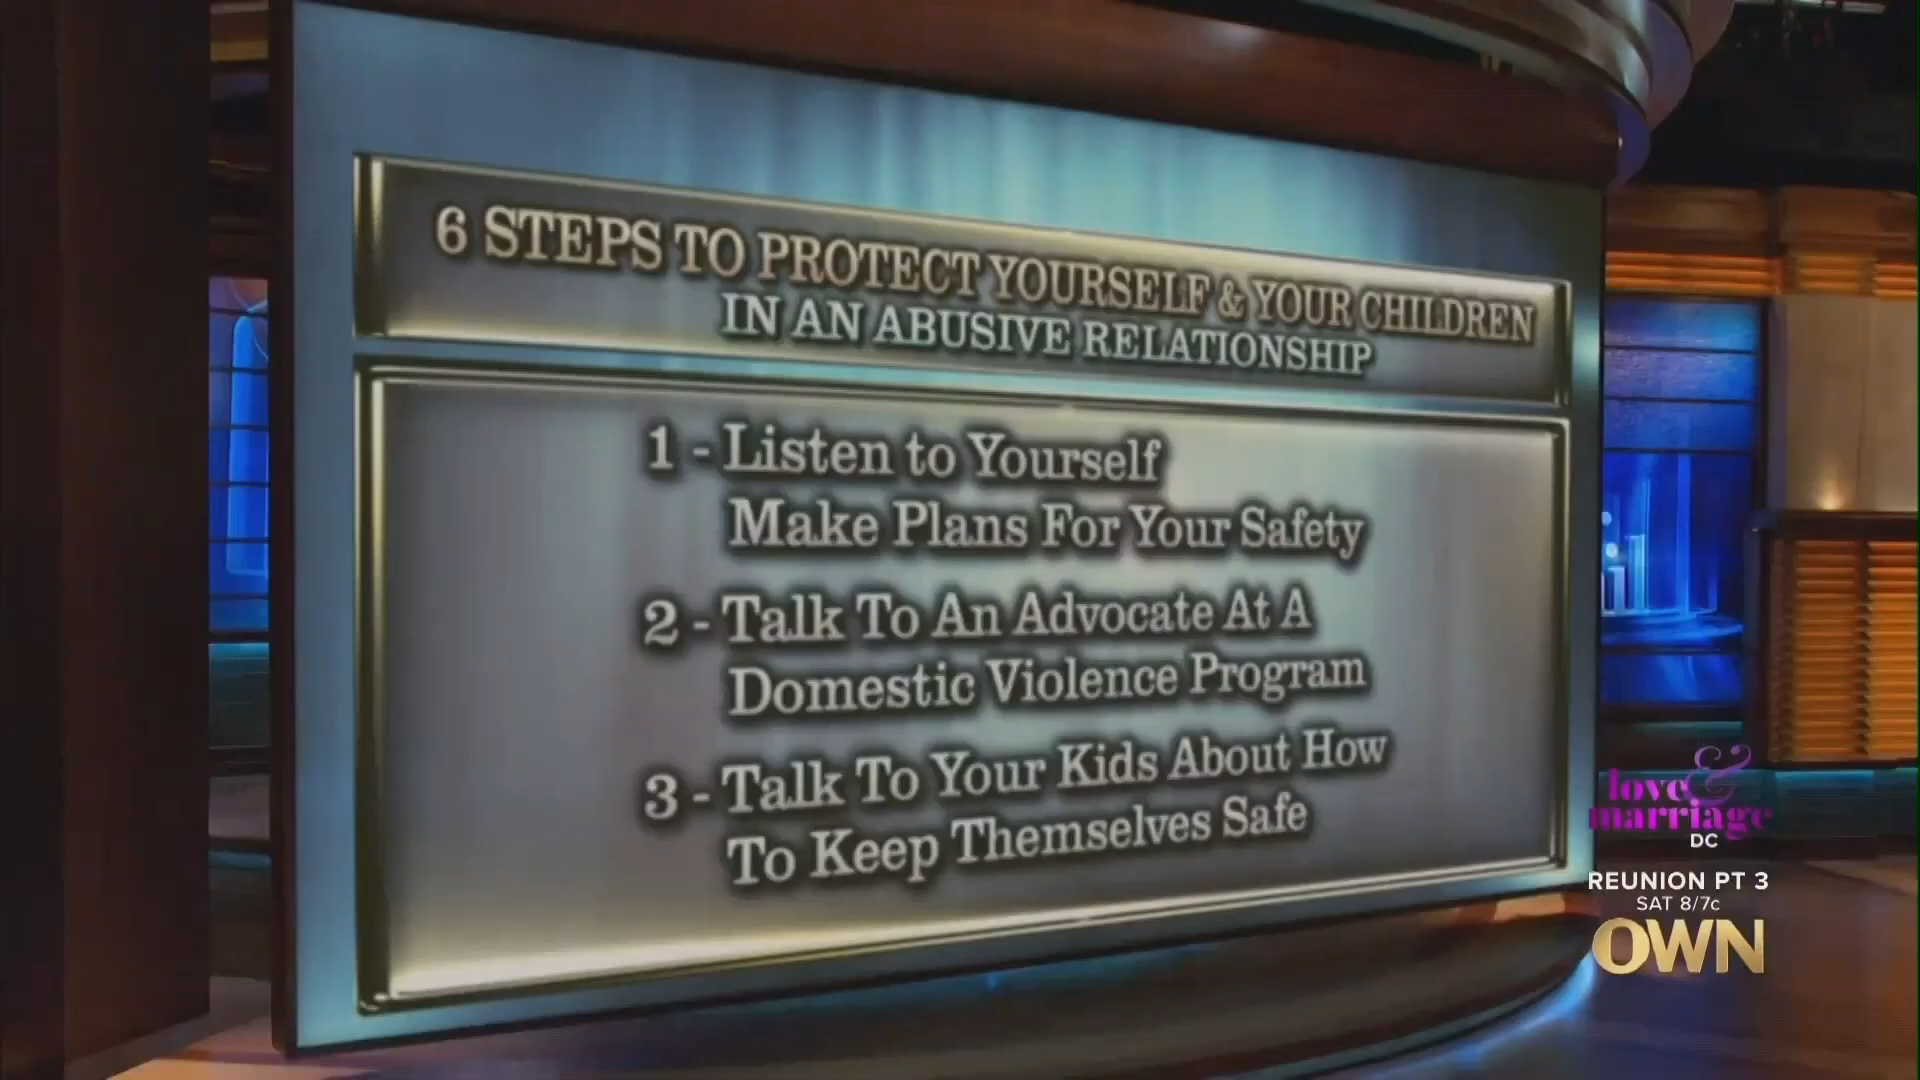 6 STEPS TO PROTECT YOURSELF & YOUR CHILDREN
IN AN ABUSIVE RELATIONSHIP
1 - Listen to Yourself
Make Plans For Your Safety
2 - Talk To An Advocate At A
Domestic Violence Program
3 - Talk To Your Kids About How
To Keep Themselves Safe
love &
marriage
DC
REUNION PT 3
SAT 8/7c
OWN